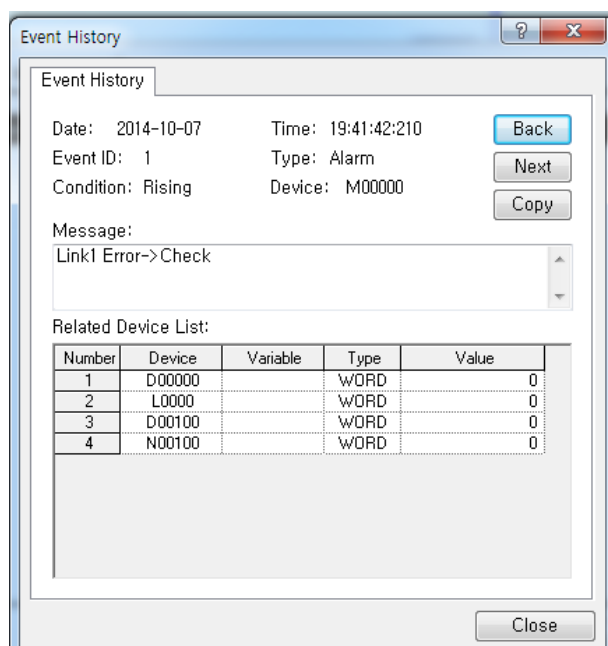 Event History
Event History
Date: 2014-10-07 Time: 19:41:42:210 Back
Event ID: 1 Type: Alarm Next
Condition: Rising Device: M00000 Copy
Message:
Link1 Error->Check
Related Device List:
Number Device Variable Type Value
1 D00000 WORD 0
2 L0000 WORD 0
3 D00100 WORD 0
4 N00100 WORD 0
Close